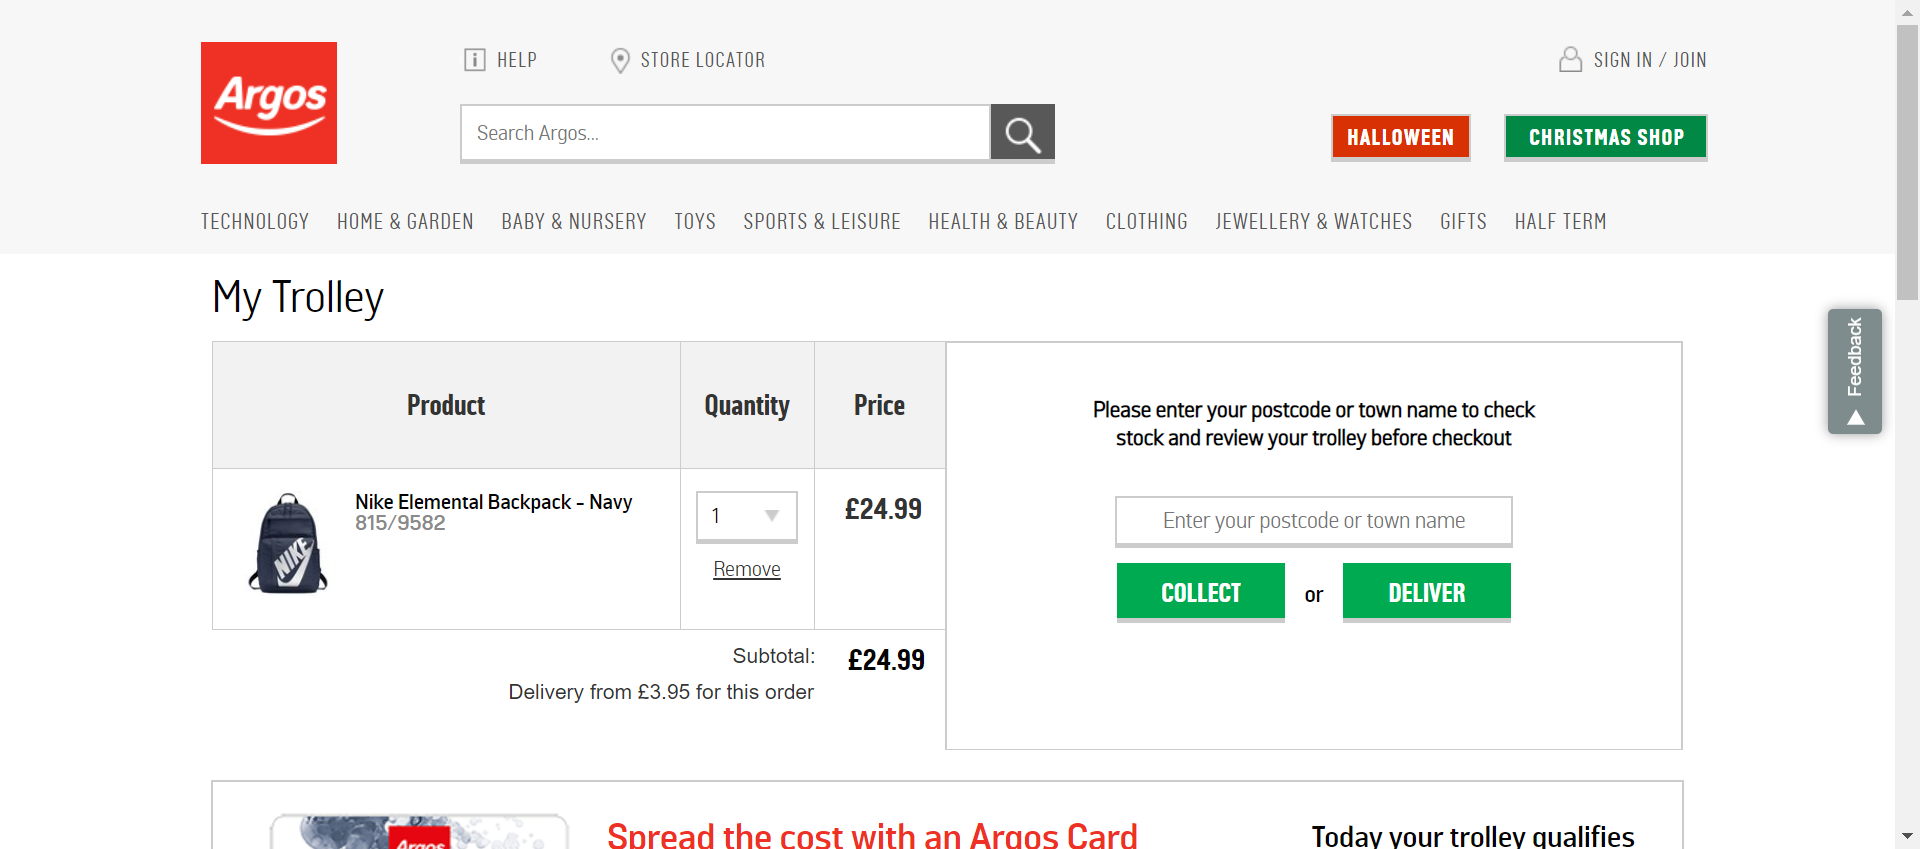 Argos
HELP
STORE LOCATOR
SIGN IN / JOIN
Search Argos...
HALLOWEEN
CHRISTMAS SHOP
TECHNOLOGY HOME & GARDEN BABY & NURSERY TOYS SPORTS & LEISURE HEALTH & BEAUTY CLOTHING JEWELLERY & WATCHES GIFTS HALF TERM
My Trolley
Feedback
Product Quantity Price
Nike Elemental Backpack - Navy
815/9582
NIKE
1
Remove
£24.99
Subtotal: £24.99
Delivery from £3.95 for this order
Please enter your postcode or town name to check
stock and review your trolley before checkout
Enter your postcode or town name
COLLECT or DELIVER
Argos
Spread the cost with an Argos Card
Today your trolley qualifies